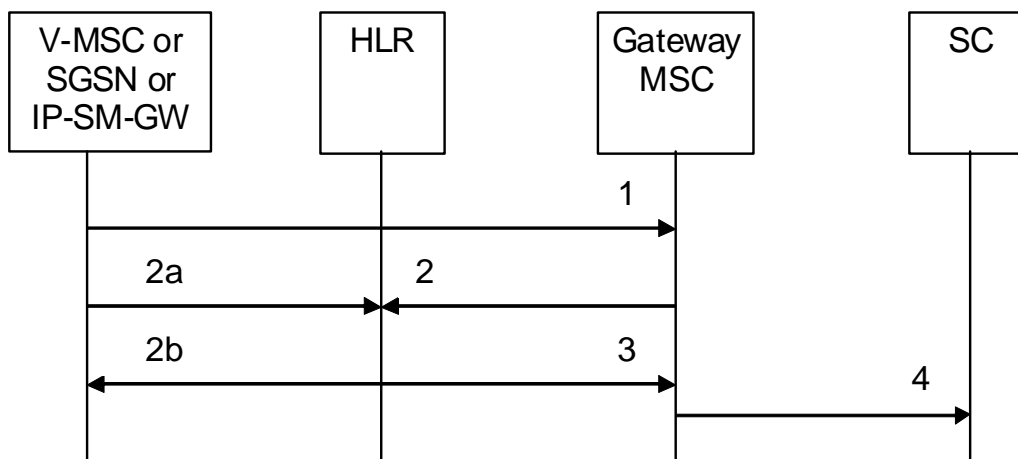 V-MSC or
SGSN or
IP-SM-GW
HLR
Gateway
MSC
SC
1
2a
2
2b
3
4